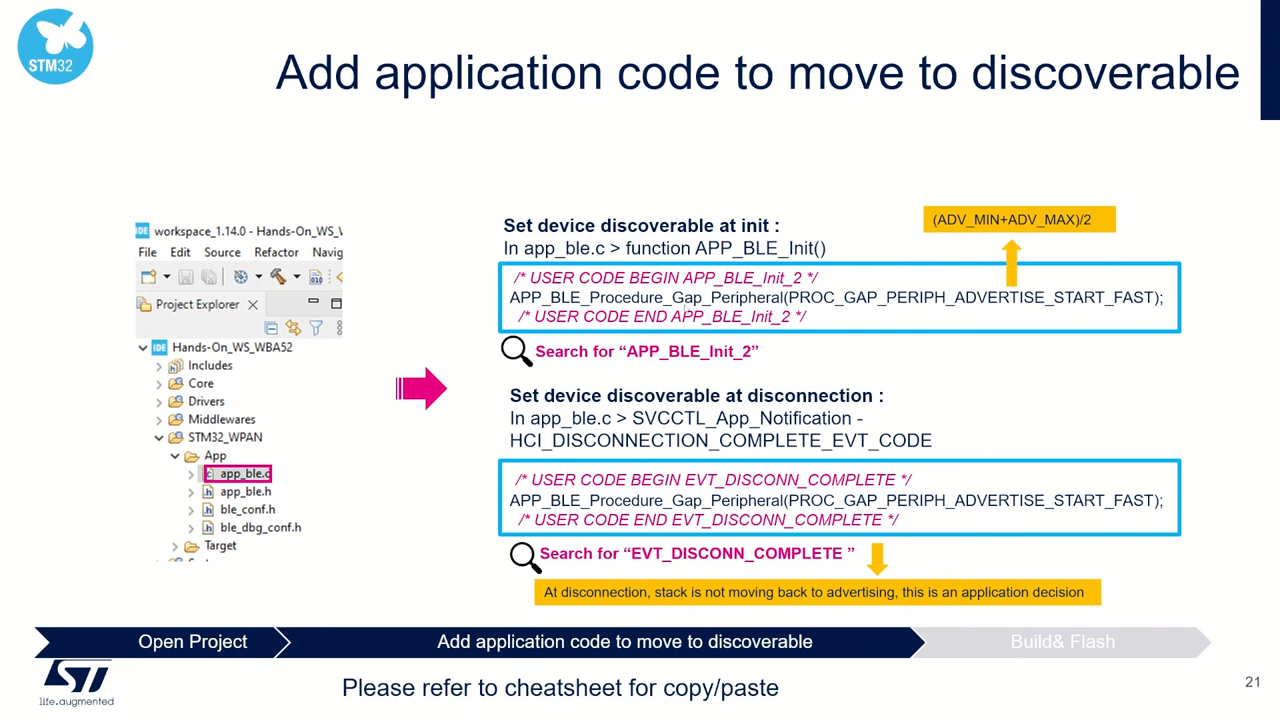 STM32
Add application code to move to discoverable
IDE workspace_1.14.0 - Hands-On_WS_W
File Edit Source Refactor Navig
010
Project Explorer
IDE Hands-On_WS_WBA52
Includes
Core
Drivers
Middlewares
STM32_WPAN
App
app_ble.c
app_ble.h
ble_conf.h
ble_dbg_conf.h
Target
Set device discoverable at init :
In app_ble.c > function APP_BLE_Init()
(ADV_MIN+ADV_MAX)/2
/* USER CODE BEGIN APP_BLE_Init_2 */
APP_BLE_Procedure_Gap_Peripheral(PROC_GAP_PERIPH_ADVERTISE_START_FAST);
/* USER CODE END APP_BLE_Init_2 */
Search for “APP_BLE_Init_2”
Set device discoverable at disconnection :
In app_ble.c > SVCCTL_App_Notification -
HCI_DISCONNECTION_COMPLETE_EVT_CODE
/* USER CODE BEGIN EVT_DISCONN_COMPLETE */
APP_BLE_Procedure_Gap_Peripheral(PROC_GAP_PERIPH_ADVERTISE_START_FAST);
/* USER CODE END EVT_DISCONN_COMPLETE */
Search for “EVT_DISCONN_COMPLETE ”
At disconnection, stack is not moving back to advertising, this is an application decision
Open Project
Add application code to move to discoverable
Build& Flash
ST
life.augmented
Please refer to cheatsheet for copy/paste
21